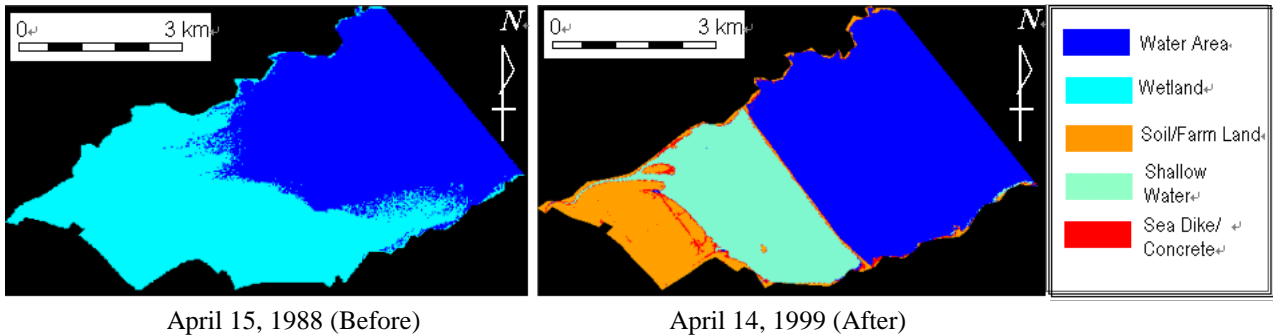 0 3 km N
0 3 km N
Water Area
Wetland↵
Soil/Farm Land
Shallow
Water↵
Sea Dike/ ↵
Concrete↵
April 15, 1988 (Before)
April 14, 1999 (After)